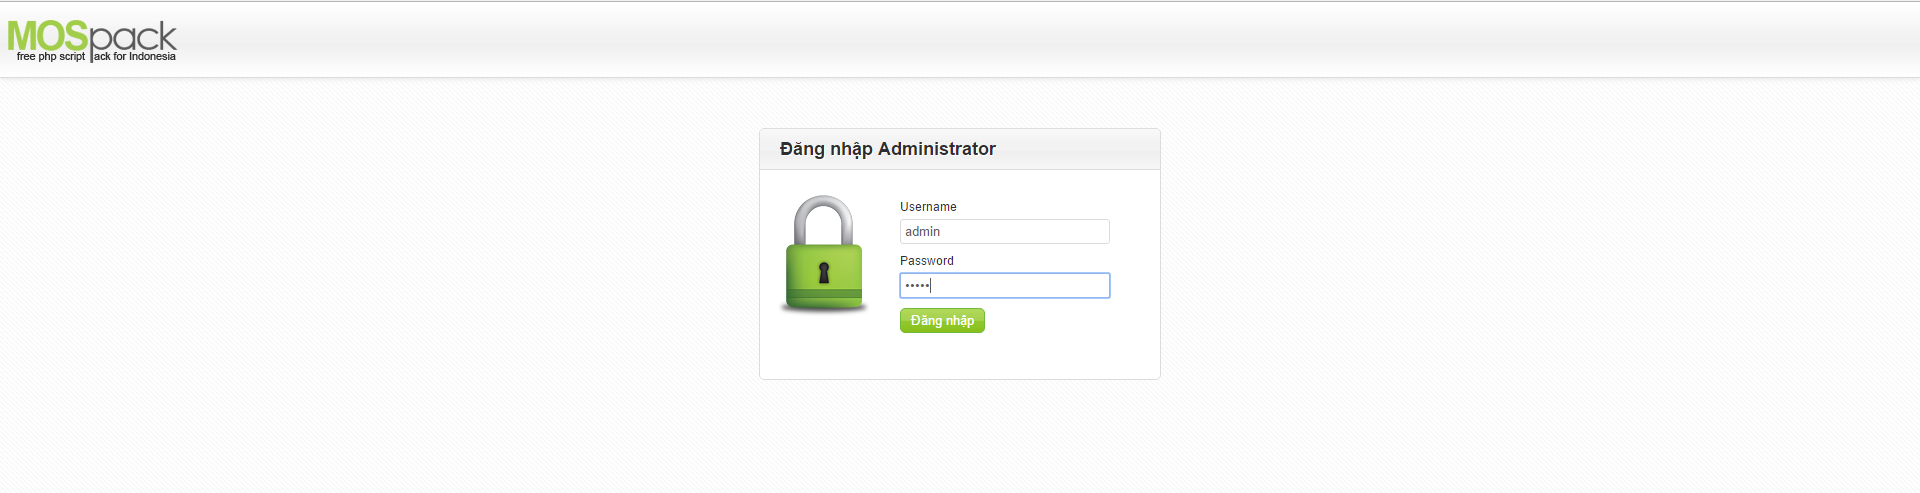 MOSpack
free php script pack for Indonesia
Đăng nhập Administrator
Username
admin
Password
•••••
Đăng nhập